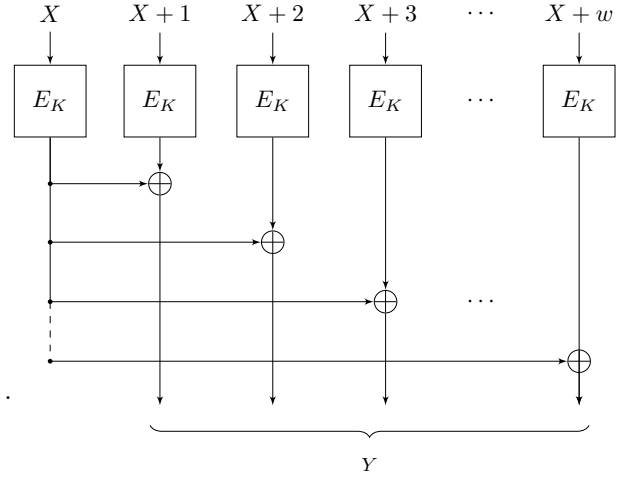 X X + 1 X + 2 X + 3 ··· X + w
E_K E_K E_K E_K ··· E_K
···
.
Y